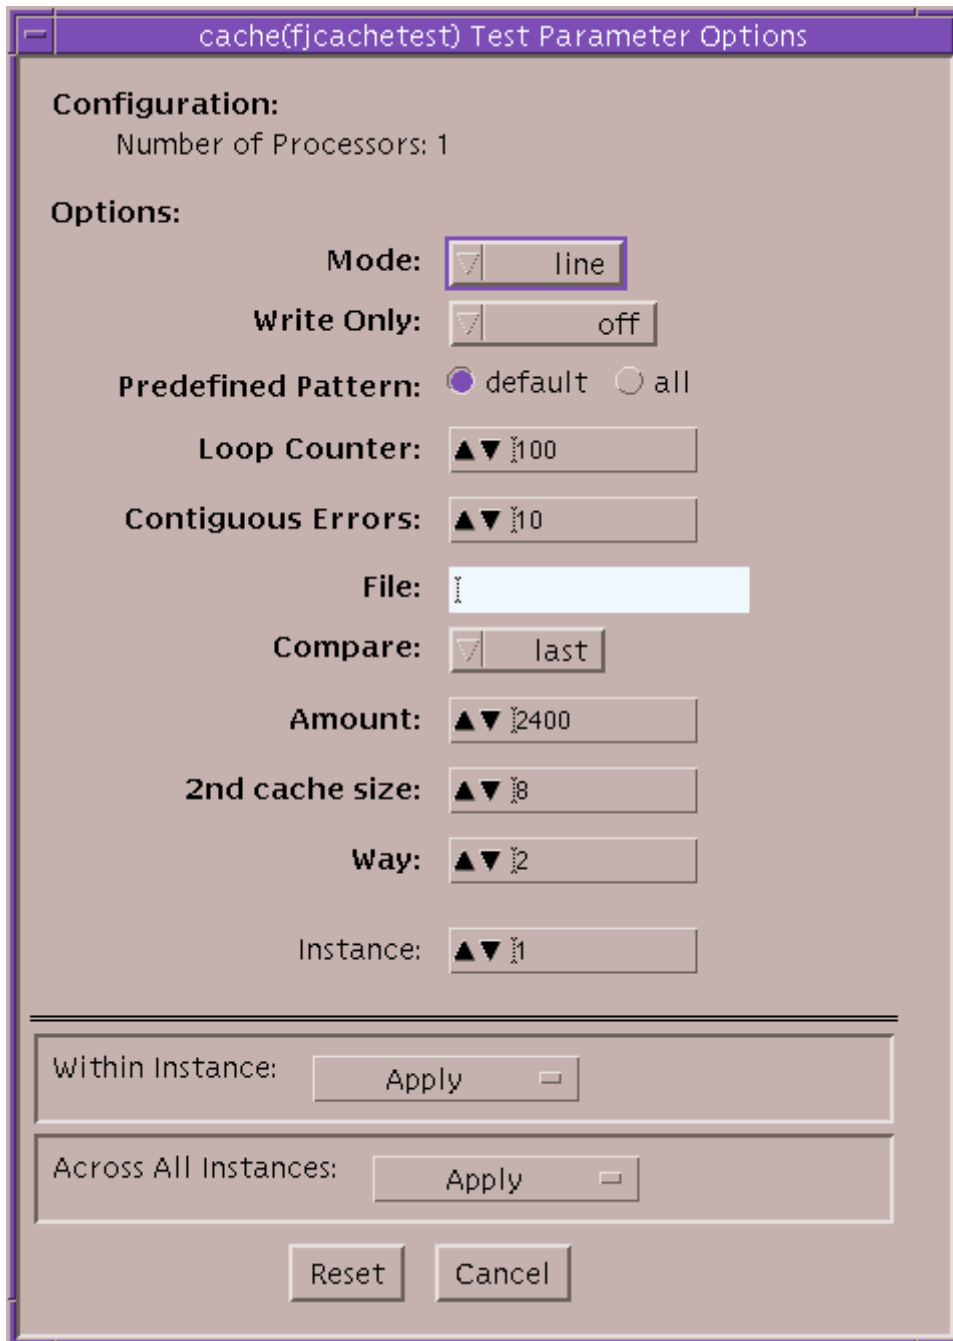 cache(fjcachetest) Test Parameter Options
Configuration:
Number of Processors: 1
Options:
Mode: line
Write Only: off
Predefined Pattern: default all
Loop Counter: 100
Contiguous Errors: 10
File:
Compare: last
Amount: 2400
2nd cache size: 8
Way: 2
Instance: 1
Within Instance: Apply
Across All Instances: Apply
Reset Cancel